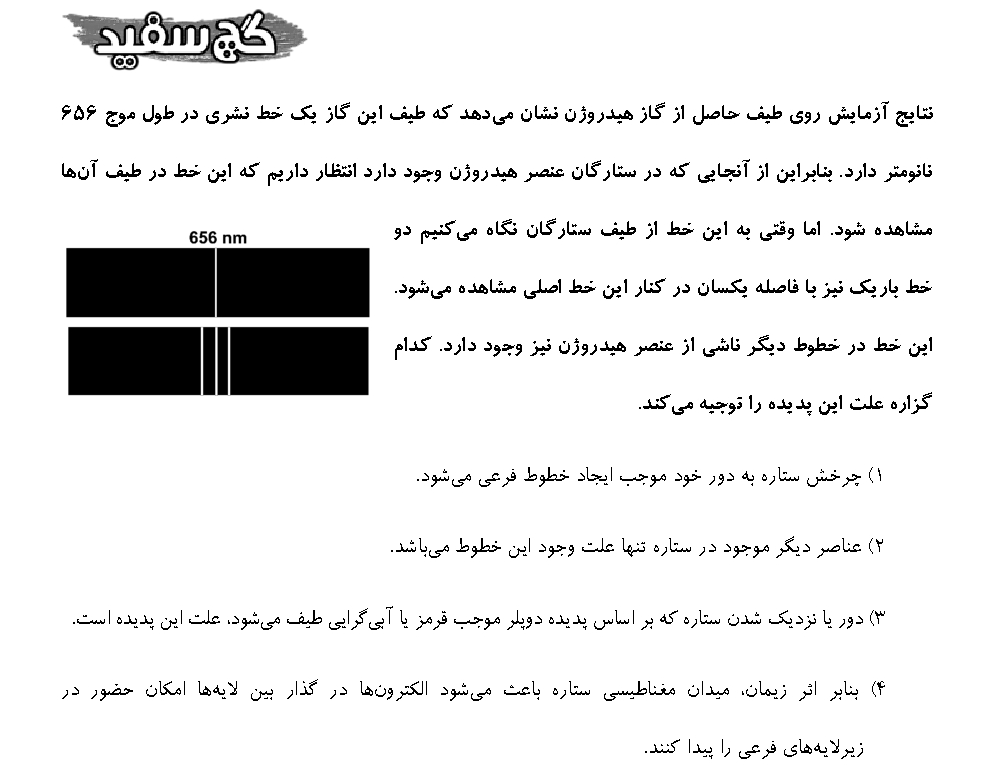 گچ سفید
نتایج آزمایش روی طیف حاصل از گاز هیدروژن نشان می‌دهد که طیف این گاز یک خط نشری در طول موج ۶۵۶
نانومتر دارد. بنابراین از آنجایی که در ستارگان عنصر هیدروژن وجود دارد انتظار داریم که این خط در طیف آن‌ها
مشاهده شود. اما وقتی به این خط از طیف ستارگان نگاه می‌کنیم دو
خط باریک نیز با فاصله یکسان در کنار این خط اصلی مشاهده می‌شود.
این خط در خطوط دیگر ناشی از عنصر هیدروژن نیز وجود دارد. کدام
گزاره علت این پدیده را توجیه می‌کند.
656 nm
۱) چرخش ستاره به دور خود موجب ایجاد خطوط فرعی می‌شود.
۲) عناصر دیگر موجود در ستاره تنها علت وجود این خطوط می‌باشد.
۳) دور یا نزدیک شدن ستاره که بر اساس پدیده دوپلر موجب قرمز یا آبی‌گرایی طیف می‌شود، علت این پدیده است.
۴) بنابر اثر زیمان، میدان مغناطیسی ستاره باعث می‌شود الکترون‌ها در گذار بین لایه‌ها امکان حضور در
زیرلایه‌های فرعی را پیدا کنند.